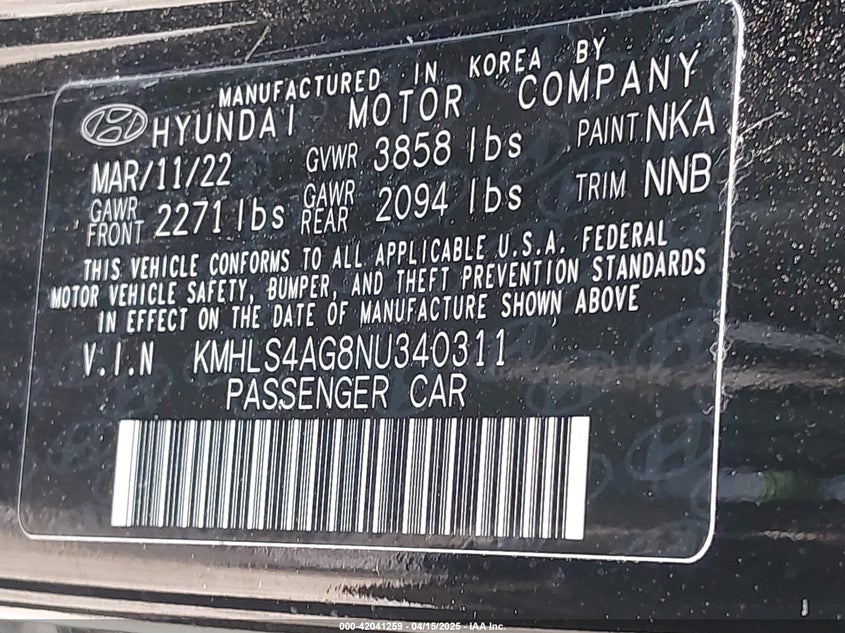 MANUFACTURED IN KOREA BY
HYUNDAI MOTOR COMPANY
MAR/11/22 GVWR 3858 lbs PAINT NKA
GAWR FRONT 2271 lbs GAWR REAR 2094 lbs TRIM NNB
THIS VEHICLE CONFORMS TO ALL APPLICABLE U.S.A. FEDERAL
MOTOR VEHICLE SAFETY, BUMPER, AND THEFT PREVENTION STANDARDS
IN EFFECT ON THE DATE OF MANUFACTURE SHOWN ABOVE
V.I.N KMHLS4AG8NU340311
PASSENGER CAR
000-42041259 - 04/15/2025 - IAA Inc.